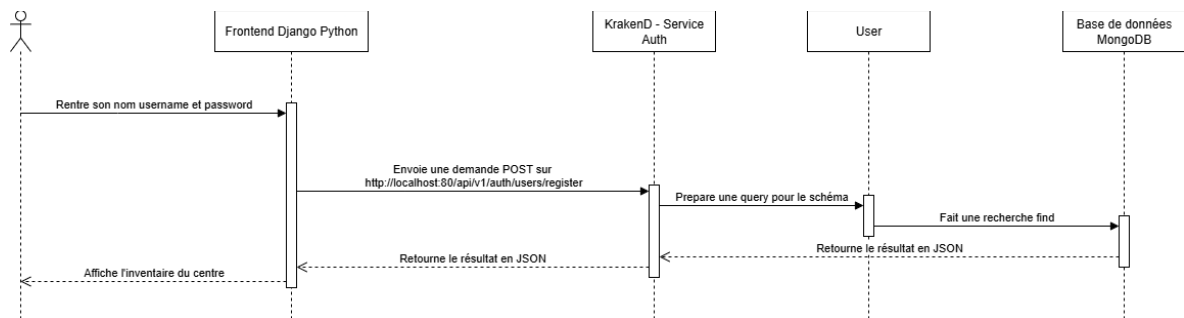 Frontend Django Python
KrakenD - Service
Auth
User
Base de données
MongoDB
Rentre son nom username et password
Envoie une demande POST sur
http://localhost:80/api/v1/auth/users/register
Prepare une query pour le schéma
Fait une recherche find
Retourne le résultat en JSON
Retourne le résultat en JSON
Affiche l'inventaire du centre